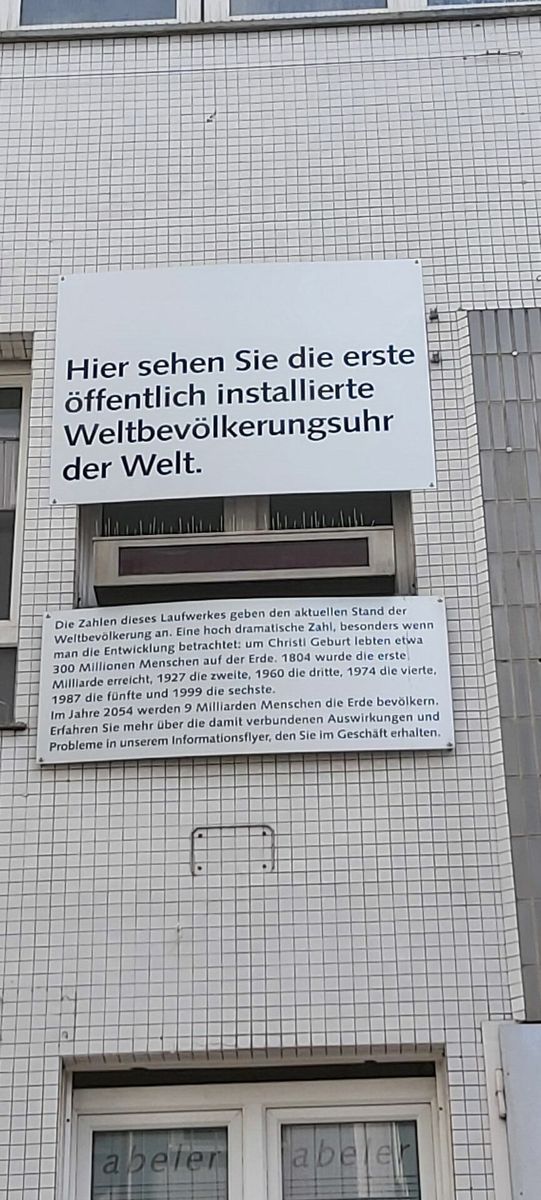 Hier sehen Sie die erste
öffentlich installierte
Weltbevölkerungsuhr
der Welt.
Die Zahlen dieses Laufwerkes geben den aktuellen Stand der
Weltbevölkerung an. Eine hoch dramatische Zahl, besonders wenn
man die Entwicklung betrachtet: um Christi Geburt lebten etwa
300 Millionen Menschen auf der Erde. 1804 wurde die erste
Milliarde erreicht, 1927 die zweite, 1960 die dritte, 1974 die vierte,
1987 die fünfte und 1999 die sechste.
Im Jahre 2054 werden 9 Milliarden Menschen die Erde bevölkern.
Erfahren Sie mehr über die damit verbundenen Auswirkungen und
Probleme in unserem Informationsflyer, den Sie im Geschäft erhalten.
abeler abeler